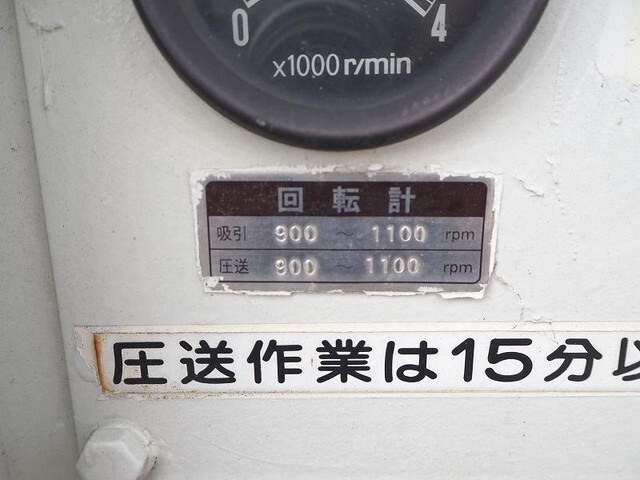 0 4
x1000 r/min
回転計
吸引 900 ～ 1100 rpm
圧送 900 ～ 1100 rpm
圧送作業は15分以